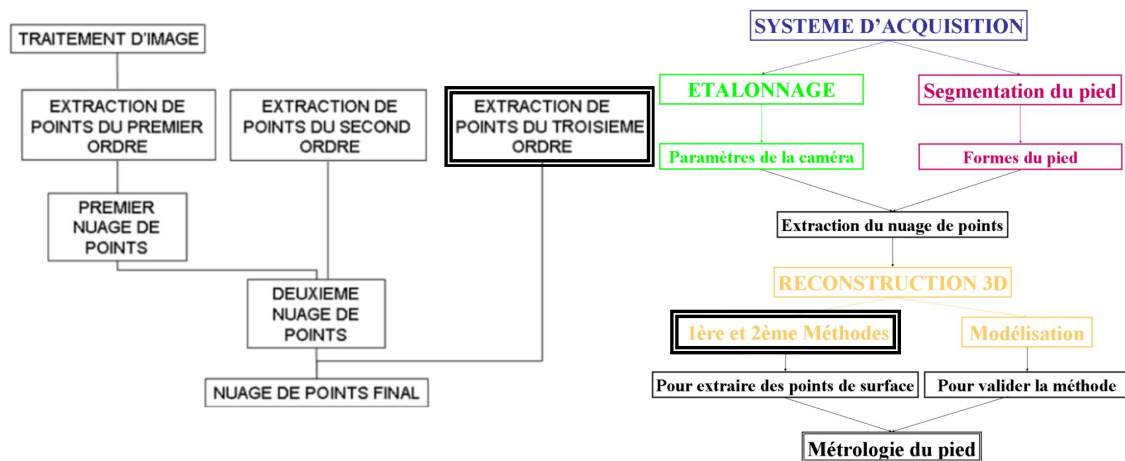 TRAITEMENT D'IMAGE
EXTRACTION DE
POINTS DU PREMIER
ORDRE
EXTRACTION DE
POINTS DU SECOND
ORDRE
EXTRACTION DE
POINTS DU TROISIEME
ORDRE
PREMIER
NUAGE DE
POINTS
DEUXIEME
NUAGE DE
POINTS
NUAGE DE POINTS FINAL
SYSTEME D'ACQUISITION
ETALONNAGE
Segmentation du pied
Paramètres de la caméra
Formes du pied
Extraction du nuage de points
RECONSTRUCTION 3D
1ère et 2ème Méthodes
Modélisation
Pour extraire des points de surface
Pour valider la méthode
Métrologie du pied